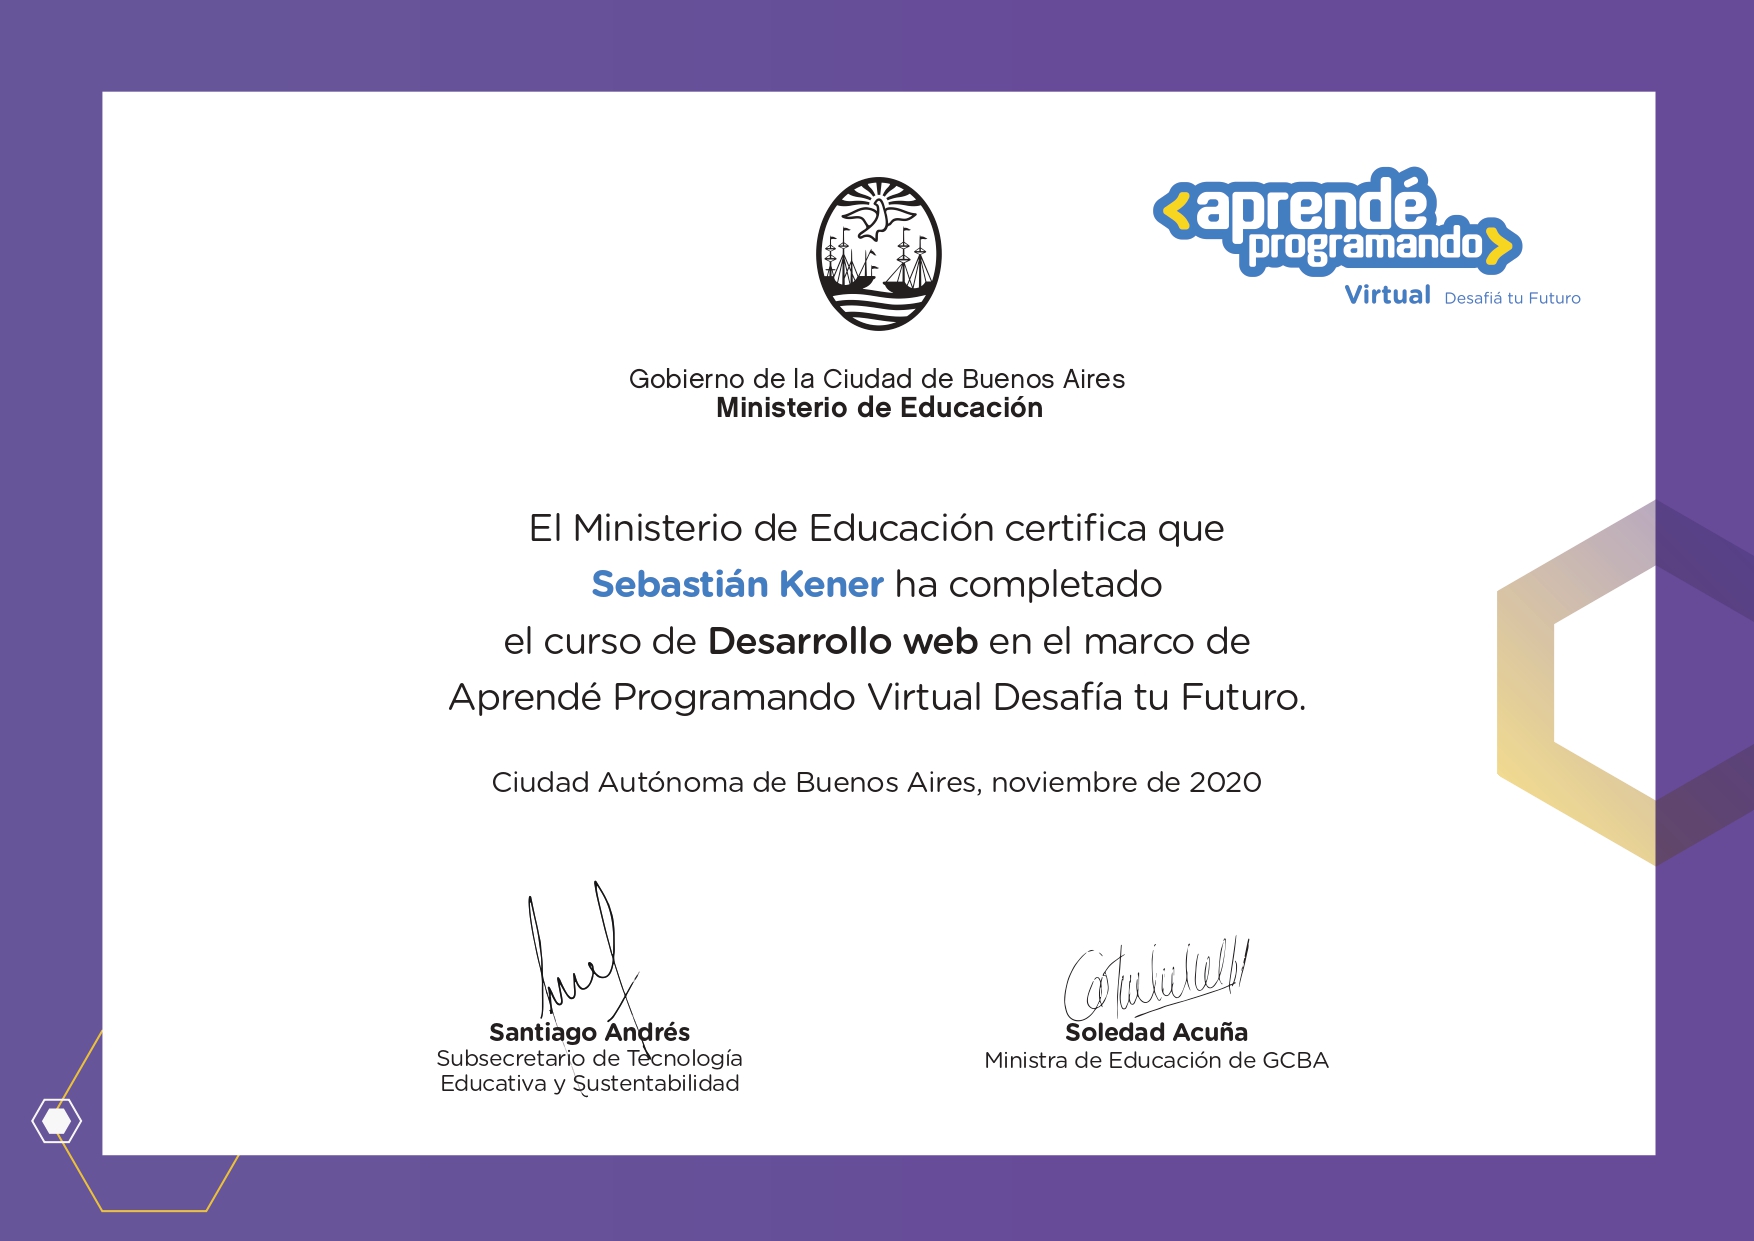 <aprendé
programando>
Virtual Desafiá tu Futuro
Gobierno de la Ciudad de Buenos Aires
Ministerio de Educación
El Ministerio de Educación certifica que
Sebastián Kener ha completado
el curso de Desarrollo web en el marco de
Aprendé Programando Virtual Desafía tu Futuro.
Ciudad Autónoma de Buenos Aires, noviembre de 2020
Santiago Andrés
Subsecretario de Tecnología
Educativa y Sustentabilidad
Soledad Acuña
Ministra de Educación de GCBA